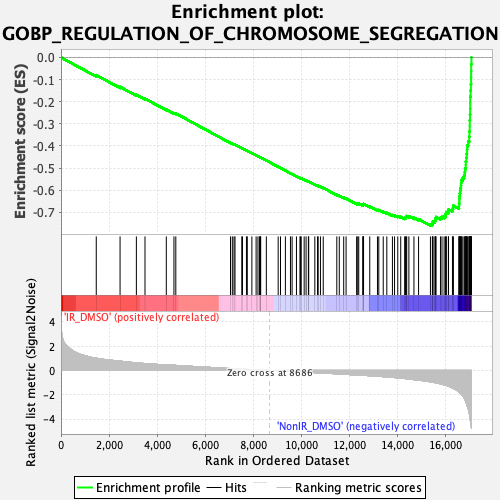 Enrichment plot:
GOBP_REGULATION_OF_CHROMOSOME_SEGREGATION
Enrichment score (ES)
0.0
-0.1
-0.2
-0.3
-0.4
-0.5
-0.6
-0.7
'IR_DMSO' (positively correlated)
Ranked list metric (Signal2Noise)
4
2
0
-2
-4
Zero cross at 8686
'NonIR_DMSO' (negatively correlated)
0
2,000
4,000
6,000
8,000
10,000
12,000
14,000
16,000
Rank in Ordered Dataset
Enrichment profile
Hits
Ranking metric scores